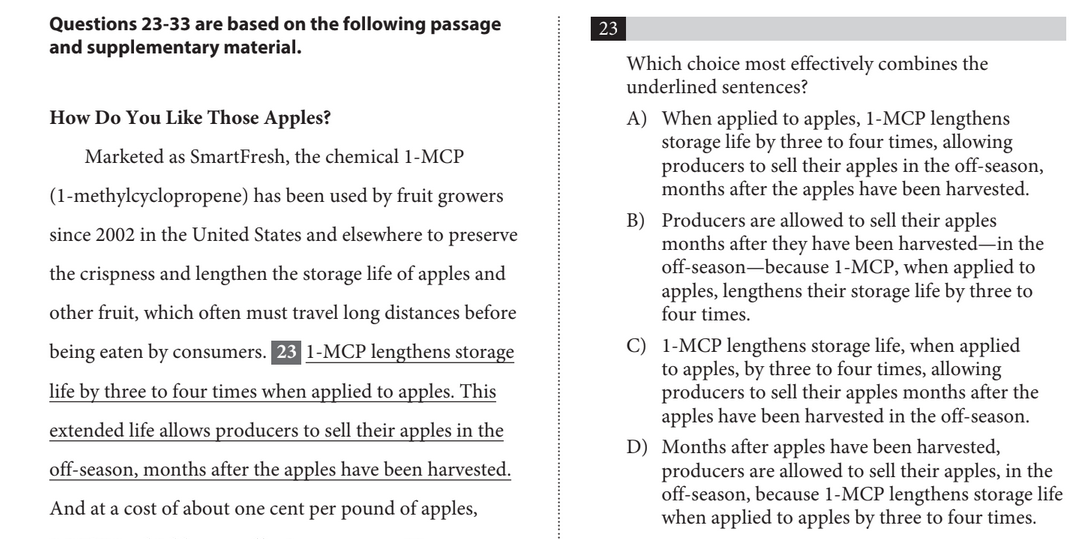 Questions 23-33 are based on the following passage
and supplementary material.
How Do You Like Those Apples?
Marketed as SmartFresh, the chemical 1-MCP
(1-methylcyclopropene) has been used by fruit growers
since 2002 in the United States and elsewhere to preserve
the crispness and lengthen the storage life of apples and
other fruit, which often must travel long distances before
being eaten by consumers. 23 1-MCP lengthens storage
life by three to four times when applied to apples. This
extended life allows producers to sell their apples in the
off-season, months after the apples have been harvested.
And at a cost of about one cent per pound of apples,
23
Which choice most effectively combines the
underlined sentences?
A) When applied to apples, 1-MCP lengthens
storage life by three to four times, allowing
producers to sell their apples in the off-season,
months after the apples have been harvested.
B) Producers are allowed to sell their apples
months after they have been harvested—in the
off-season—because 1-MCP, when applied to
apples, lengthens their storage life by three to
four times.
C) 1-MCP lengthens storage life, when applied
to apples, by three to four times, allowing
producers to sell their apples months after the
apples have been harvested in the off-season.
D) Months after apples have been harvested,
producers are allowed to sell their apples, in the
off-season, because 1-MCP lengthens storage life
when applied to apples by three to four times.